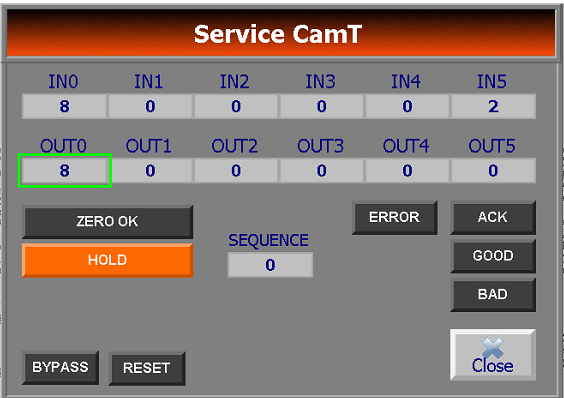 Service CamT
IN0 IN1 IN2 IN3 IN4 IN5
8 0 0 0 0 2
OUT0 OUT1 OUT2 OUT3 OUT4 OUT5
8 0 0 0 0 0
ZERO OK ERROR ACK
SEQUENCE
HOLD GOOD
0
BAD
BYPASS RESET Close